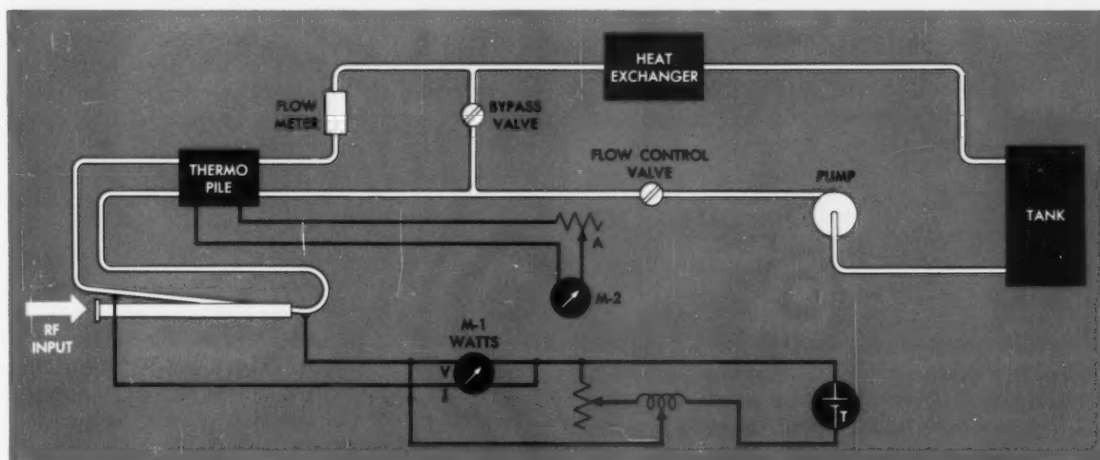 HEAT
EXCHANGER
FLOW
METER
BYPASS
VALVE
THERMO
PILE
FLOW CONTROL
VALVE
PUMP
TANK
A
M-2
RF
INPUT
M-1
WATTS
V
T